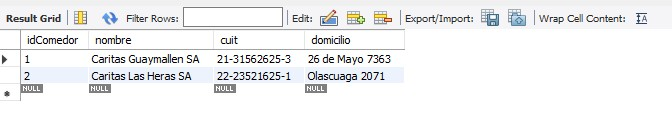 Result Grid Filter Rows: Edit: Export/Import: Wrap Cell Content: IA
idComedor nombre cuit domicilio
1 Caritas Guaymallen SA 21-31562625-3 26 de Mayo 7363
2 Caritas Las Heras SA 22-23521625-1 Olascuaga 2071
NULL NULL NULL NULL